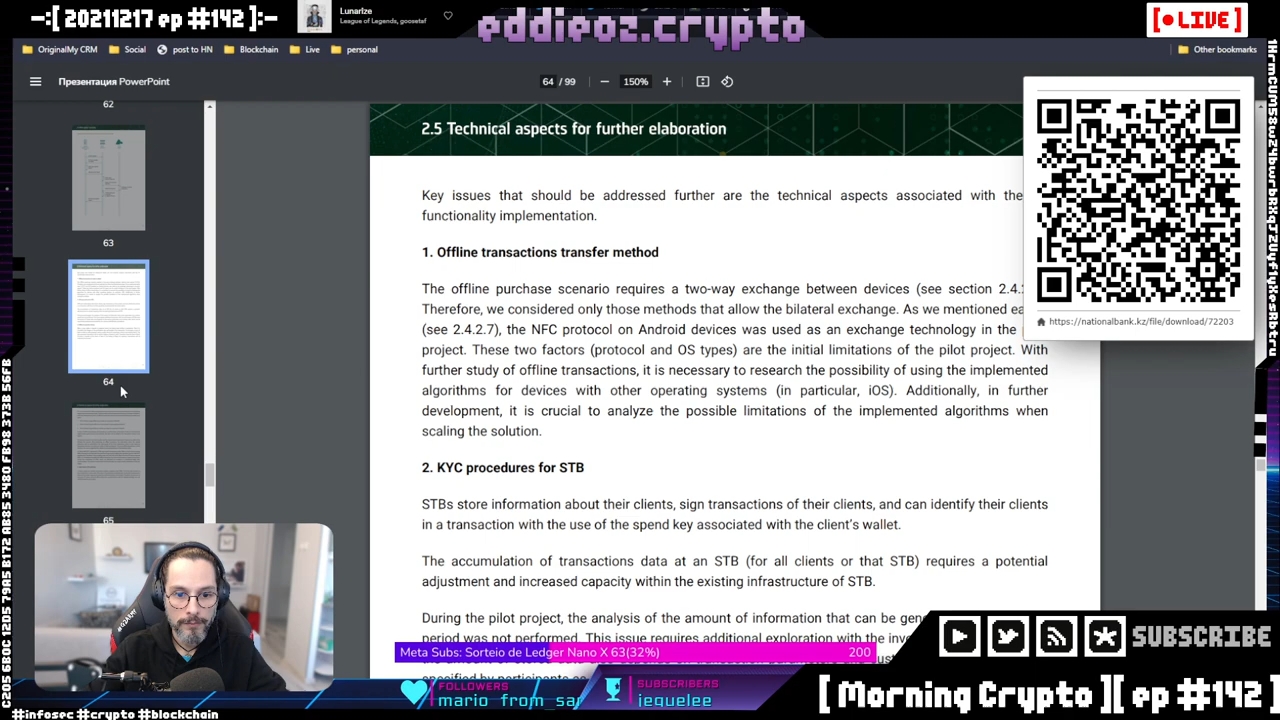 -:[ 20211217 ep #142 ]:-
Lunarize
League of Legends, goosetaf
eddieoz.crypto
[● LIVE]
OriginalMy CRM
Social
post to HN
Blockchain
Live
personal
Other bookmarks
Презентация PowerPoint
64 / 99
150%
62
63
64
65
2.5 Technical aspects for further elaboration
Key issues that should be addressed further are the technical aspects associated with the
functionality implementation.
1. Offline transactions transfer method
The offline purchase scenario requires a two-way exchange between devices (see section 2.4.
Therefore, we considered only those methods that allow the bilateral exchange. As we mentioned ea
(see 2.4.2.7), the NFC protocol on Android devices was used as an exchange technology in the
project. These two factors (protocol and OS types) are the initial limitations of the pilot project. With
further study of offline transactions, it is necessary to research the possibility of using the implemented
algorithms for devices with other operating systems (in particular, iOS). Additionally, in further
development, it is crucial to analyze the possible limitations of the implemented algorithms when
scaling the solution.
2. KYC procedures for STB
STBs store information about their clients, sign transactions of their clients, and can identify their clients
in a transaction with the use of the spend key associated with the client's wallet.
The accumulation of transactions data at an STB (for all clients or that STB) requires a potential
adjustment and increased capacity within the existing infrastructure of STB.
During the pilot project, the analysis of the amount of information that can be gen
period was not performed. This issue requires additional exploration with the inve
https://nationalbank.kz/file/download/72203
Meta Subs: Sorteio de Ledger Nano X 63(32%)
200
FOLLOWERS
mario_from_sa
SUBSCRIBERS
iequelee
SUBSCRIBE
[ Morning Crypto ][ ep #142 ]
#infosec #crypto #blockchain